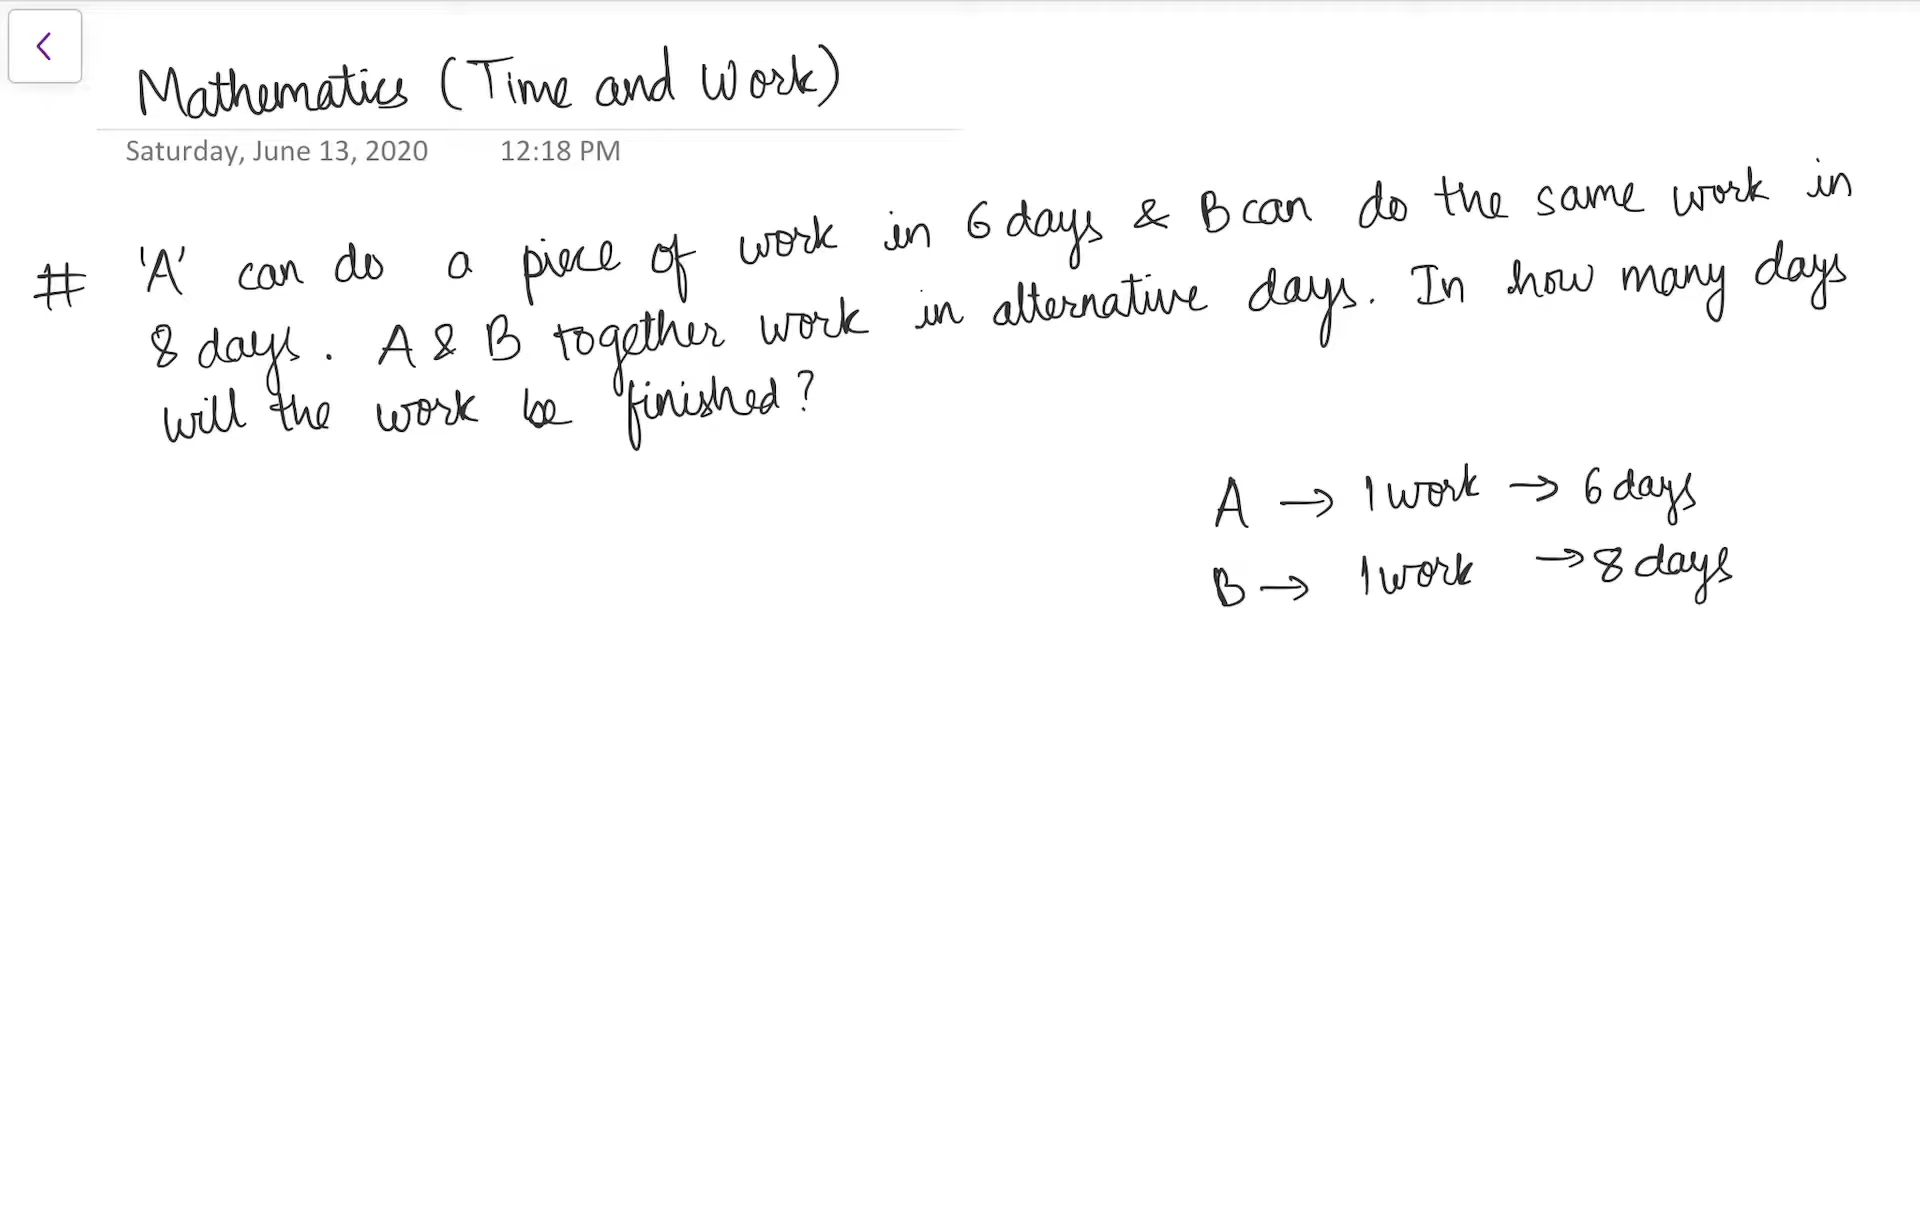 Mathematics (Time and Work)
Saturday, June 13, 2020 12:18 PM
# 'A' can do a piece of work in 6 days & B can do the same work in
8 days. A & B together work in alternative days. In how many days
will the work be finished?
A → 1 work → 6 days
B → 1 work → 8 days